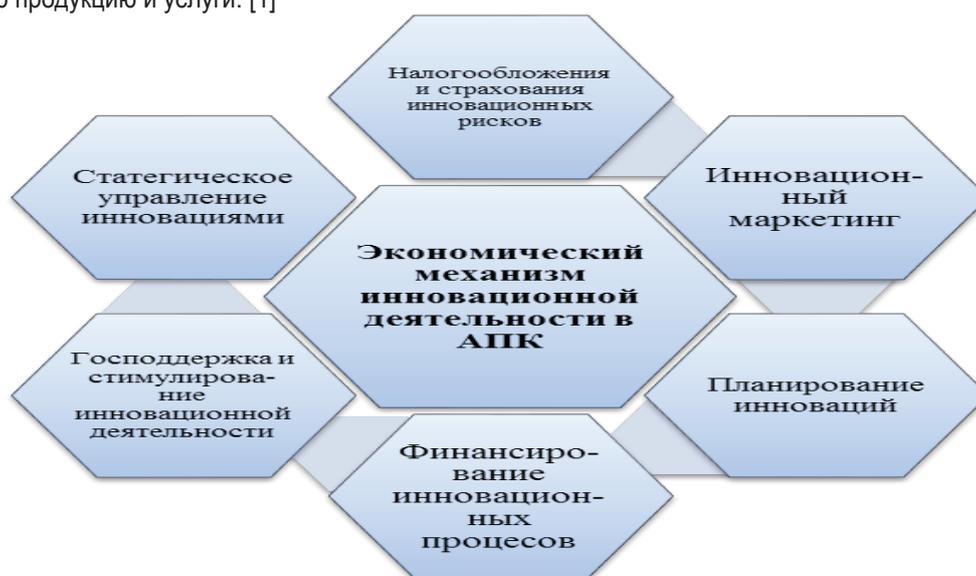 продукцию и услуги. [1]
Налогообложения
и страхования
инновационных
рисков
Статегическое
управление
инновациями
Инновацион-
ный
маркетинг
Экономический
механизм
инновационной
деятельности в
АПК
Господдержка и
стимулирова-
ние
инновационной
деятельности
Планирование
инноваций
Финансиро-
вание
инновацион-
ных
процесов